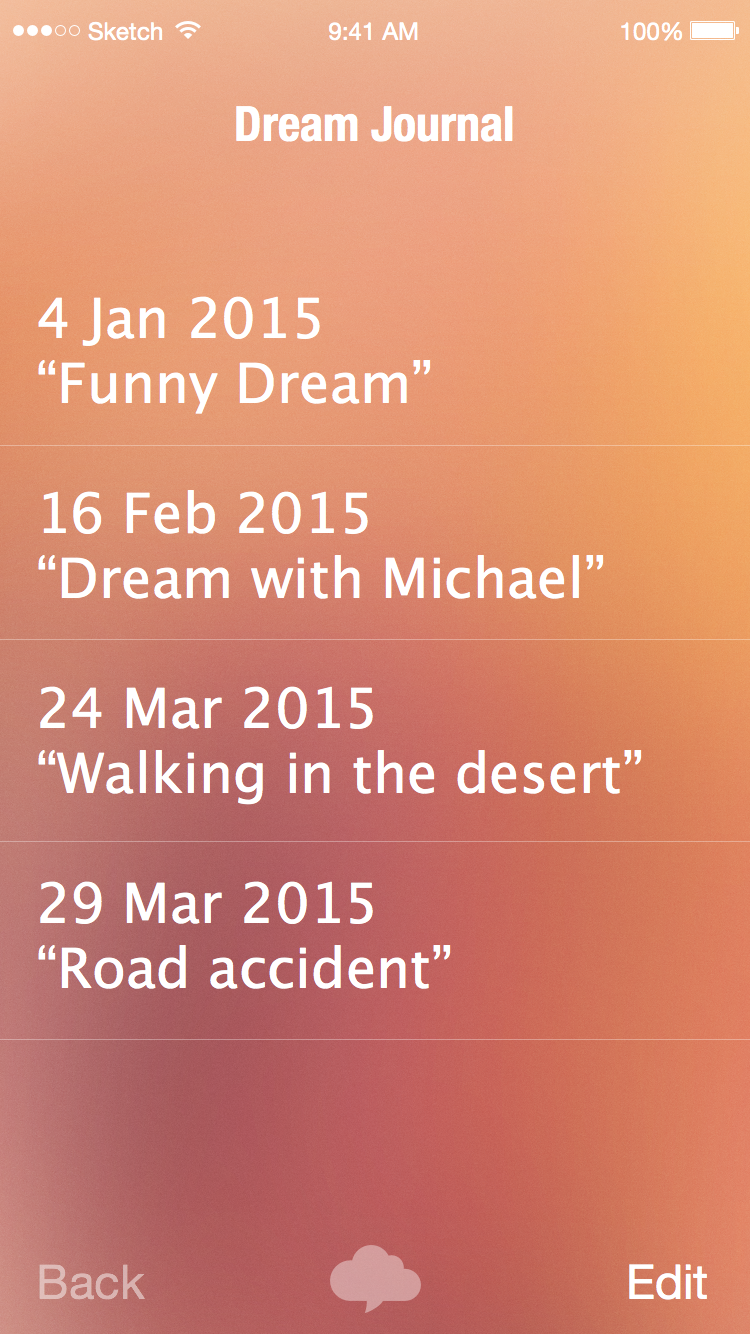 Sketch 9:41 AM 100%
Dream Journal
4 Jan 2015
“Funny Dream”
16 Feb 2015
“Dream with Michael”
24 Mar 2015
“Walking in the desert”
29 Mar 2015
“Road accident”
Back Edit